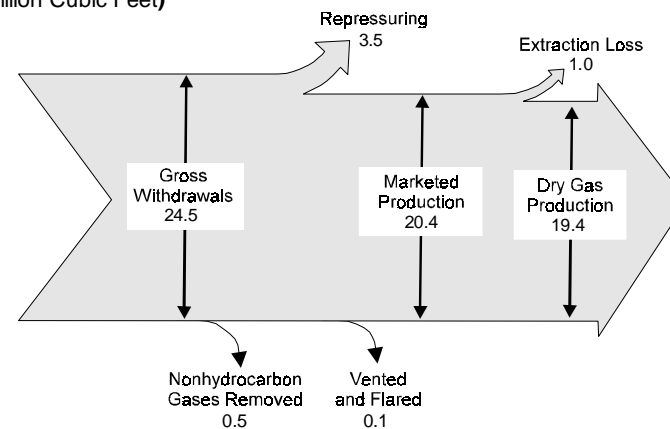 Cubic Feet)
Repressuring
3.5
Extraction Loss
1.0
Gross
Withdrawals
24.5
Marketed
Production
20.4
Dry Gas
Production
19.4
Nonhydrocarbon
Gases Removed
0.5
Vented
and Flared
0.1